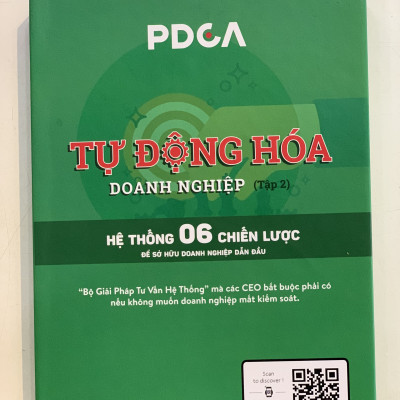 PDCA
TỰ ĐỘNG HÓA
DOANH NGHIỆP (Tập 2)
HỆ THỐNG 06 CHIẾN LƯỢC
ĐỂ SỞ HỮU DOANH NGHIỆP DẪN ĐẦU
“Bộ Giải Pháp Tư Vấn Hệ Thống” mà các CEO bắt buộc phải có
nếu không muốn doanh nghiệp mất kiểm soát.
Scan
to discover !